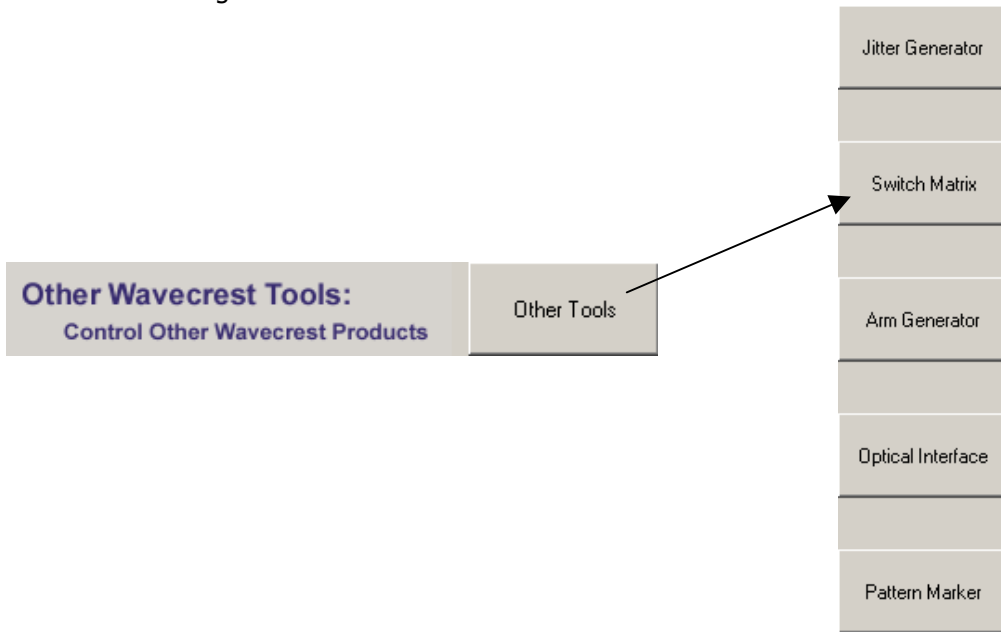 Jitter Generator
Switch Matrix
Other Wavecrest Tools:
Control Other Wavecrest Products
Other Tools
Arm Generator
Optical Interface
Pattern Marker